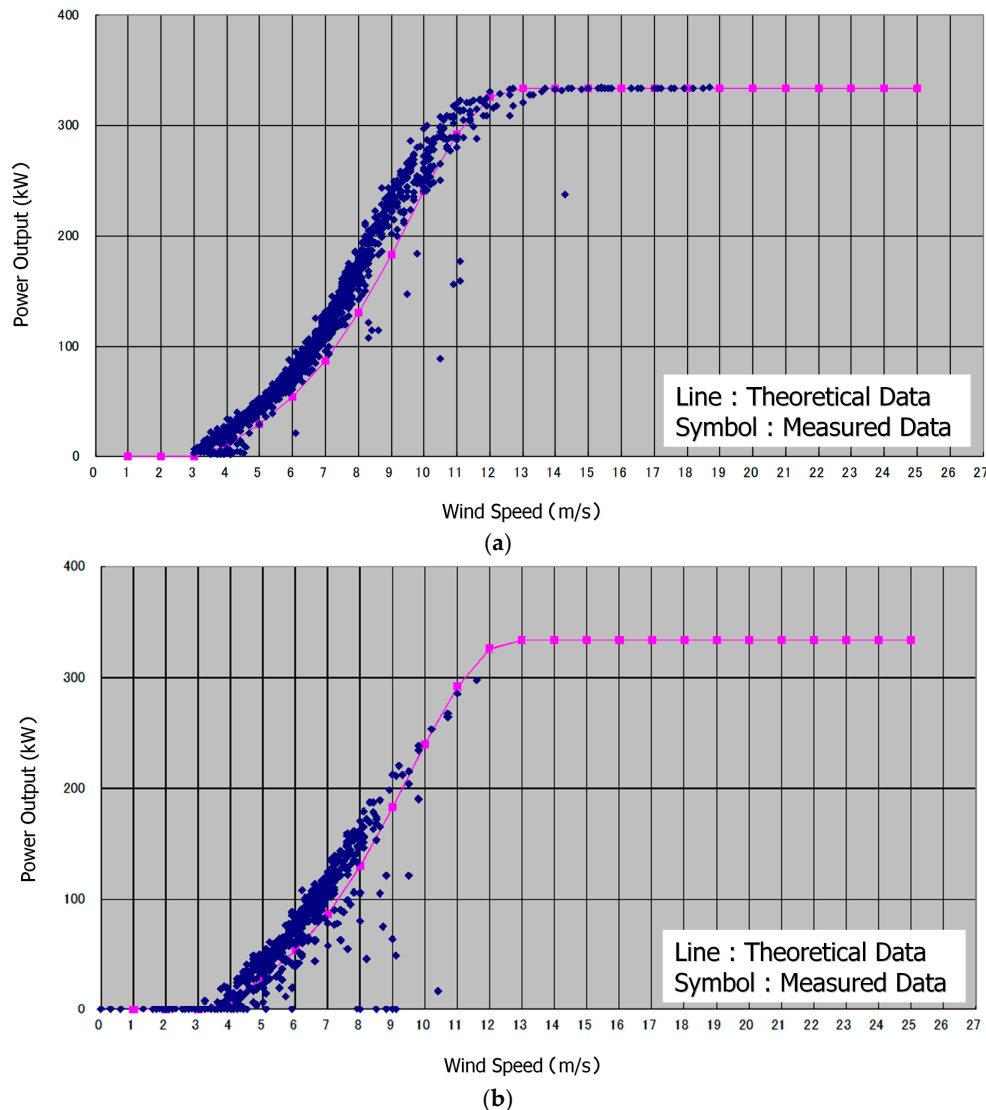 400
300
200
100
0
Power Output (kW)
Line : Theoretical Data
Symbol : Measured Data
0 1 2 3 4 5 6 7 8 9 10 11 12 13 14 15 16 17 18 19 20 21 22 23 24 25 26 27
Wind Speed (m/s)
(a)
400
300
200
100
0
Power Output (kW)
Line : Theoretical Data
Symbol : Measured Data
0 1 2 3 4 5 6 7 8 9 10 11 12 13 14 15 16 17 18 19 20 21 22 23 24 25 26 27
Wind Speed (m/s)
(b)